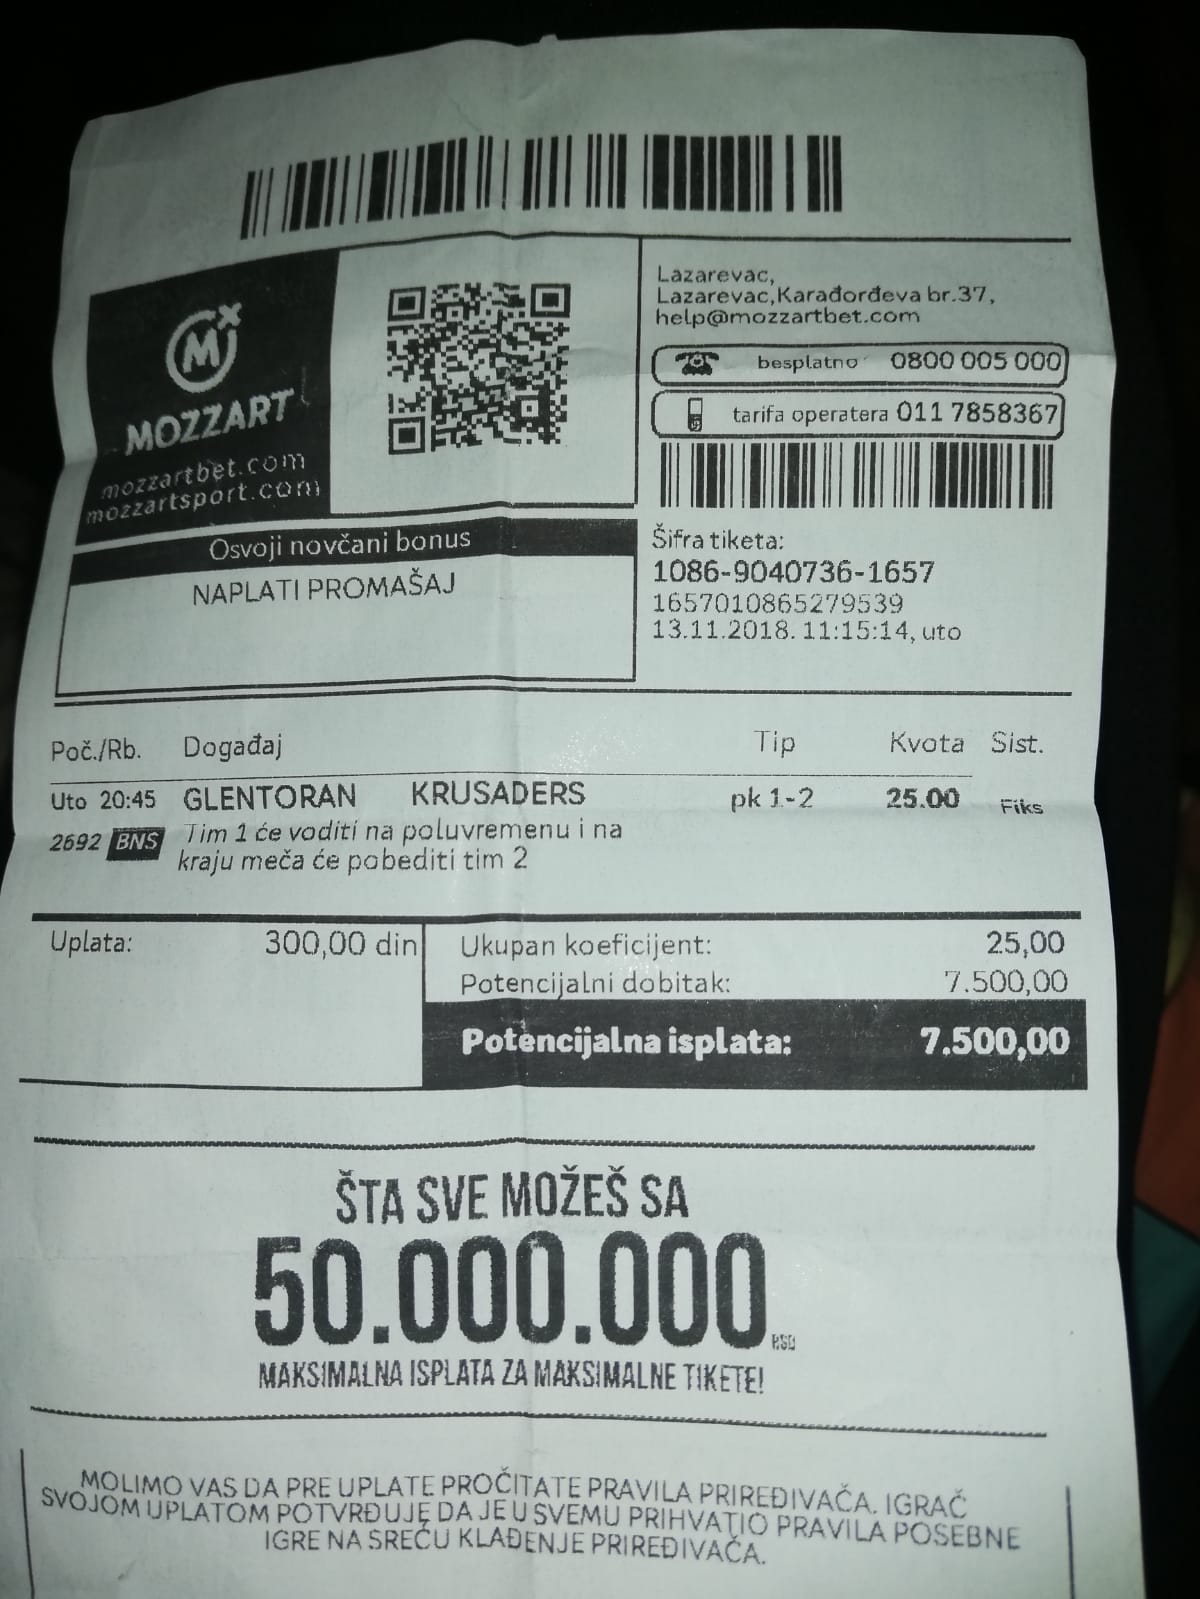 Lazarevac,
Lazarevac,Karađorđeva br.37,
help@mozzartbet.com
besplatno 0800 005 000
tarifa operatera 011 7858367
MOZZART
mozzartbet.com
mozzartsport.com
Osvoji novčani bonus
NAPLATI PROMAŠAJ
Šifra tiketa:
1086-9040736-1657
1657010865279539
13.11.2018. 11:15:14, uto
Poč./Rb. Događaj Tip Kvota Sist.
Uto 20:45 GLENTORAN KRUSADERS pk 1-2 25.00 Fiks
2692 BNS Tim 1 će voditi na poluvremenu i na
kraju meča će pobediti tim 2
Uplata: 300,00 din
Ukupan koeficijent: 25,00
Potencijalni dobitak: 7.500,00
Potencijalna isplata: 7.500,00
ŠTA SVE MOŽEŠ SA
50.000.000 RSD
MAKSIMALNA ISPLATA ZA MAKSIMALNE TIKETE!
MOLIMO VAS DA PRE UPLATE PROČITATE PRAVILA PRIREĐIVAČA. IGRAČ
SVOJOM UPLATOM POTVRĐUJE DA JE U SVEMU PRIHVATIO PRAVILA POSEBNE
IGRE NA SREĆU KLAĐENJE PRIREĐIVAČA.